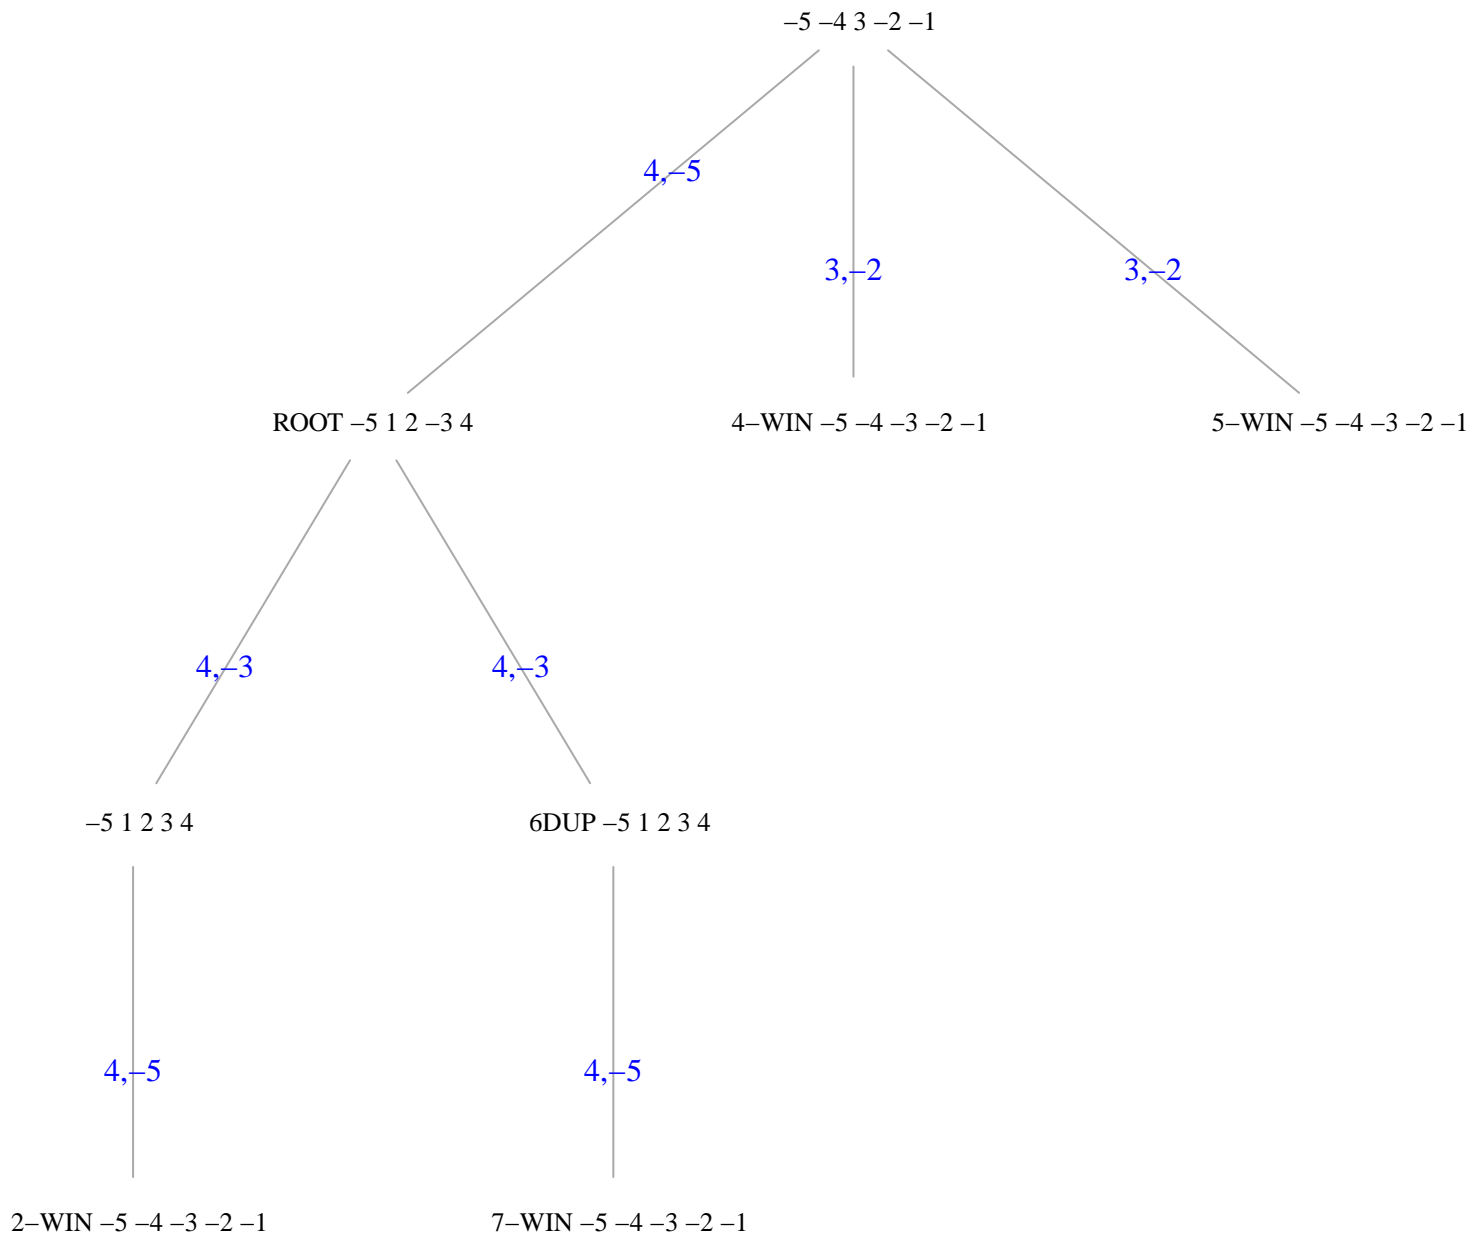 –5 –4 3 –2 –1
4,–5
3,–2
3,–2
ROOT –5 1 2 –3 4
4–WIN –5 –4 –3 –2 –1
5–WIN –5 –4 –3 –2 –1
4,–3
4,–3
–5 1 2 3 4
6DUP –5 1 2 3 4
4,–5
4,–5
2–WIN –5 –4 –3 –2 –1
7–WIN –5 –4 –3 –2 –1